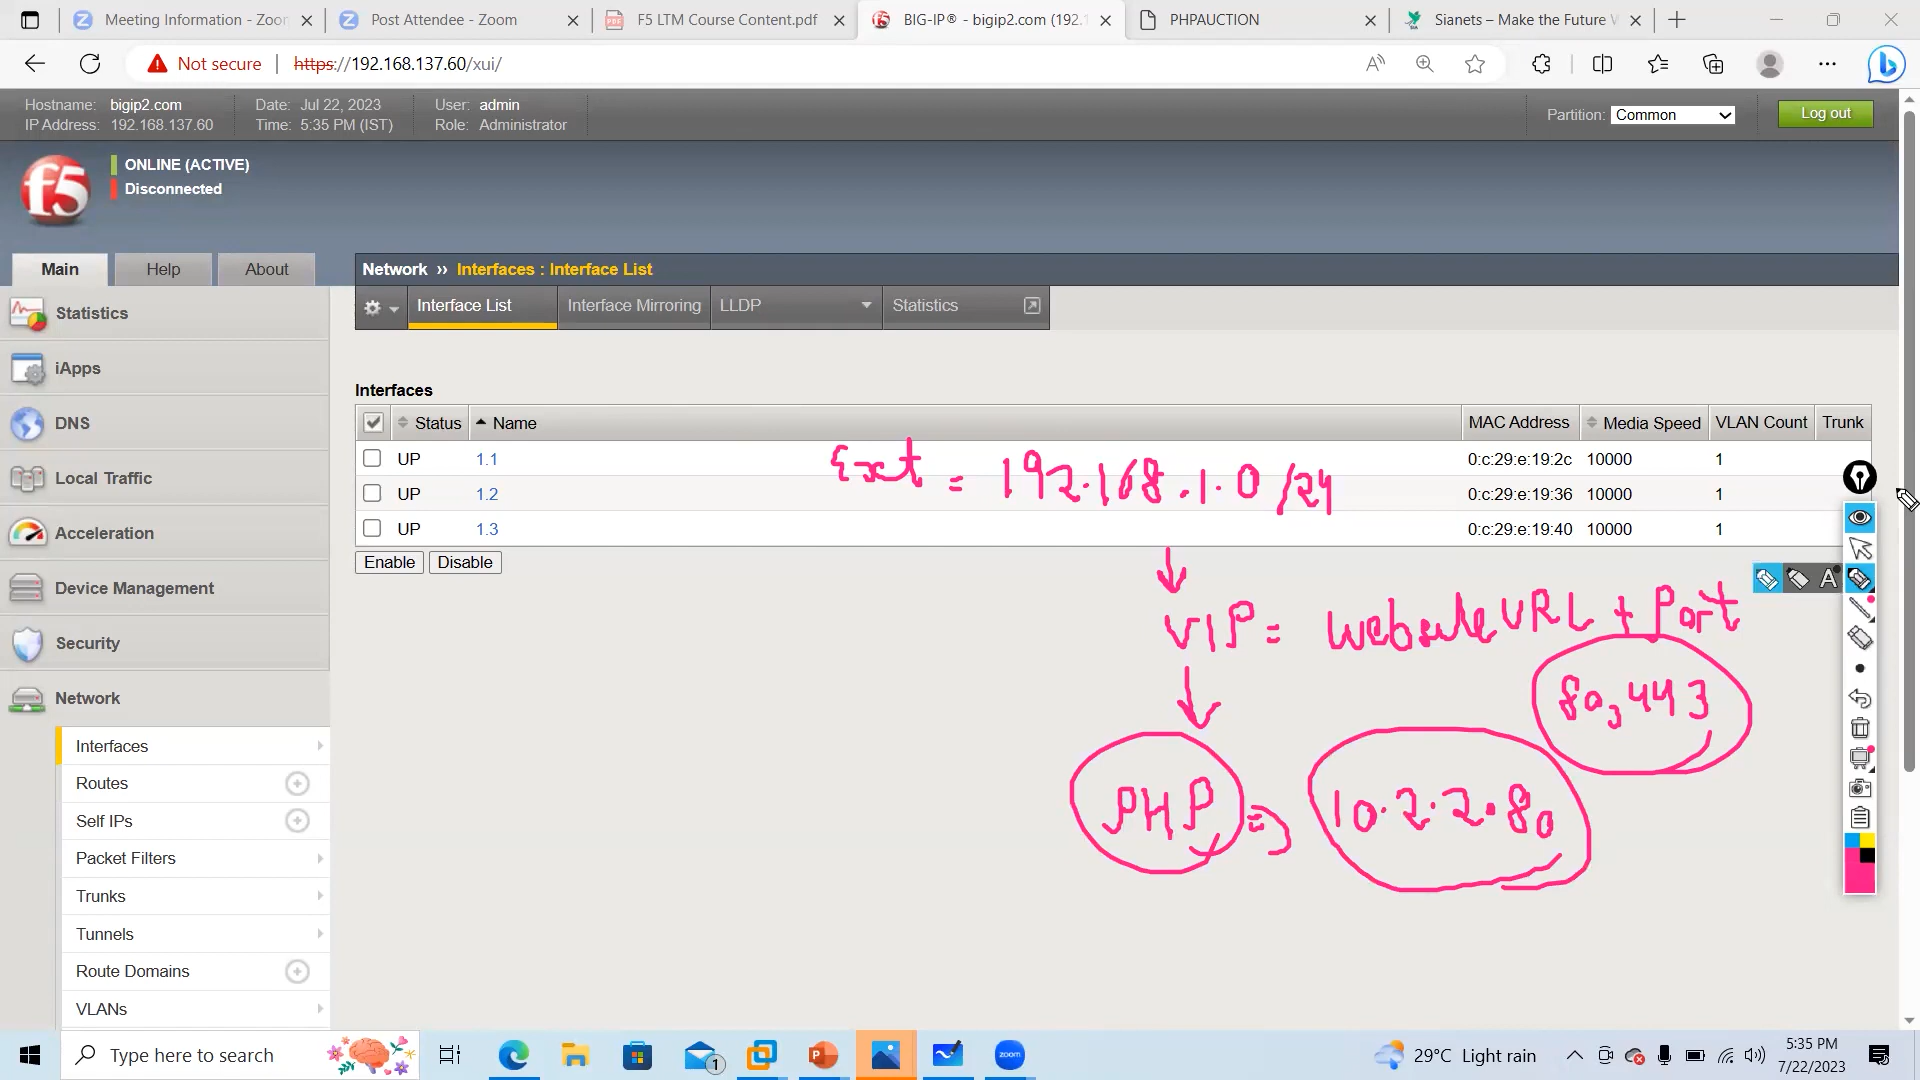 Meeting Information - Zoo
Post Attendee - Zoom
F5 LTM Course Content.pdf
BIG-IP® - bigip2.com (192.1
PHPAUCTION
Sianets – Make the Future W
Not secure
https://192.168.137.60/xui/
Hostname: bigip2.com
Date: Jul 22, 2023
User: admin
IP Address: 192.168.137.60
Time: 5:35 PM (IST)
Role: Administrator
Partition: Common
Log out
f5
ONLINE (ACTIVE)
Disconnected
Main
Help
About
Network ›› Interfaces : Interface List
Interface List
Interface Mirroring
LLDP
Statistics
Statistics
iApps
DNS
Local Traffic
Acceleration
Device Management
Security
Network
Interfaces
Routes
Self IPs
Packet Filters
Trunks
Tunnels
Route Domains
VLANs
Interfaces
Status Name MAC Address Media Speed VLAN Count Trunk
UP 1.1 0:c:29:e:19:2c 10000 1
UP 1.2 0:c:29:e:19:36 10000 1
UP 1.3 0:c:29:e:19:40 10000 1
Enable Disable
Ext = 192.168.1.0/24
VIP = Website URL + Port
80,443
PHP => 10.2.2.80
A
Type here to search
1
zoom
29°C Light rain
5:35 PM
7/22/2023